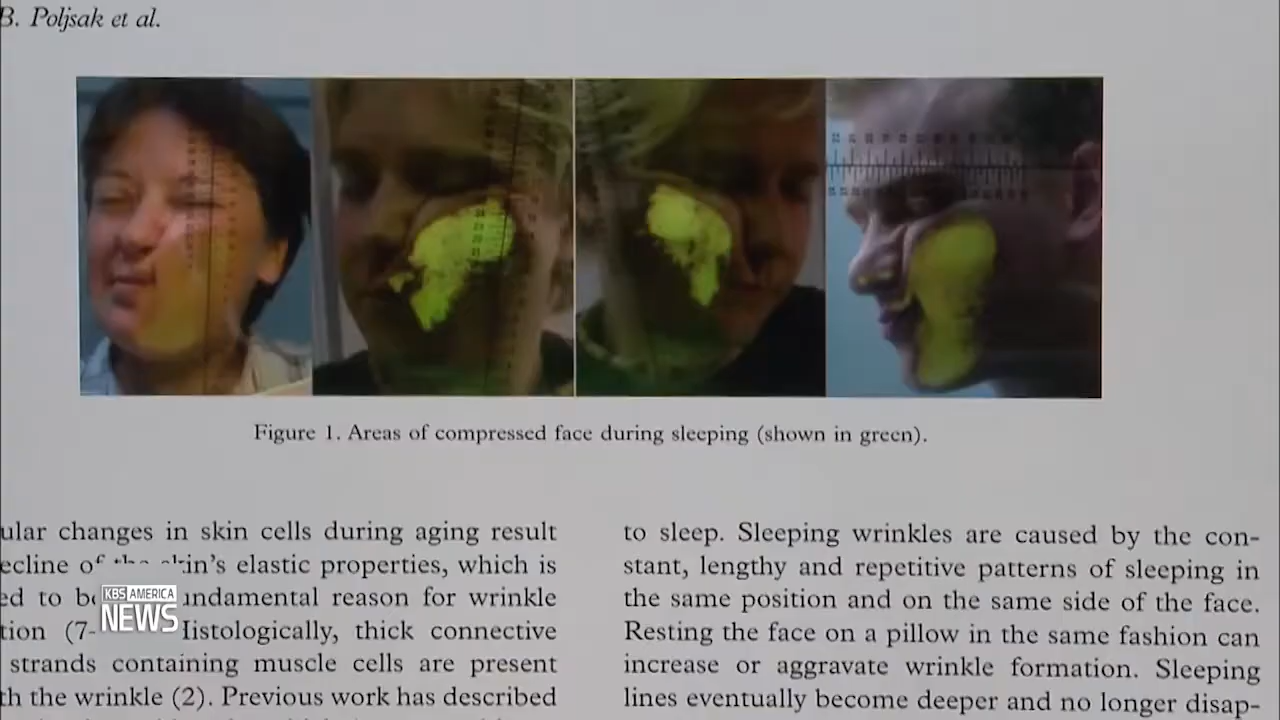 B. Poljsak et al.
Figure 1. Areas of compressed face during sleeping (shown in green).
ular changes in skin cells during aging result
ecline of the skin's elastic properties, which is
ed to be undamental reason for wrinkle
tion (7- Histologically, thick connective
strands containing muscle cells are present
th the wrinkle (2). Previous work has described
to sleep. Sleeping wrinkles are caused by the con-
stant, lengthy and repetitive patterns of sleeping in
the same position and on the same side of the face.
Resting the face on a pillow in the same fashion can
increase or aggravate wrinkle formation. Sleeping
lines eventually become deeper and no longer disap-
KBS AMERICA
NEWS